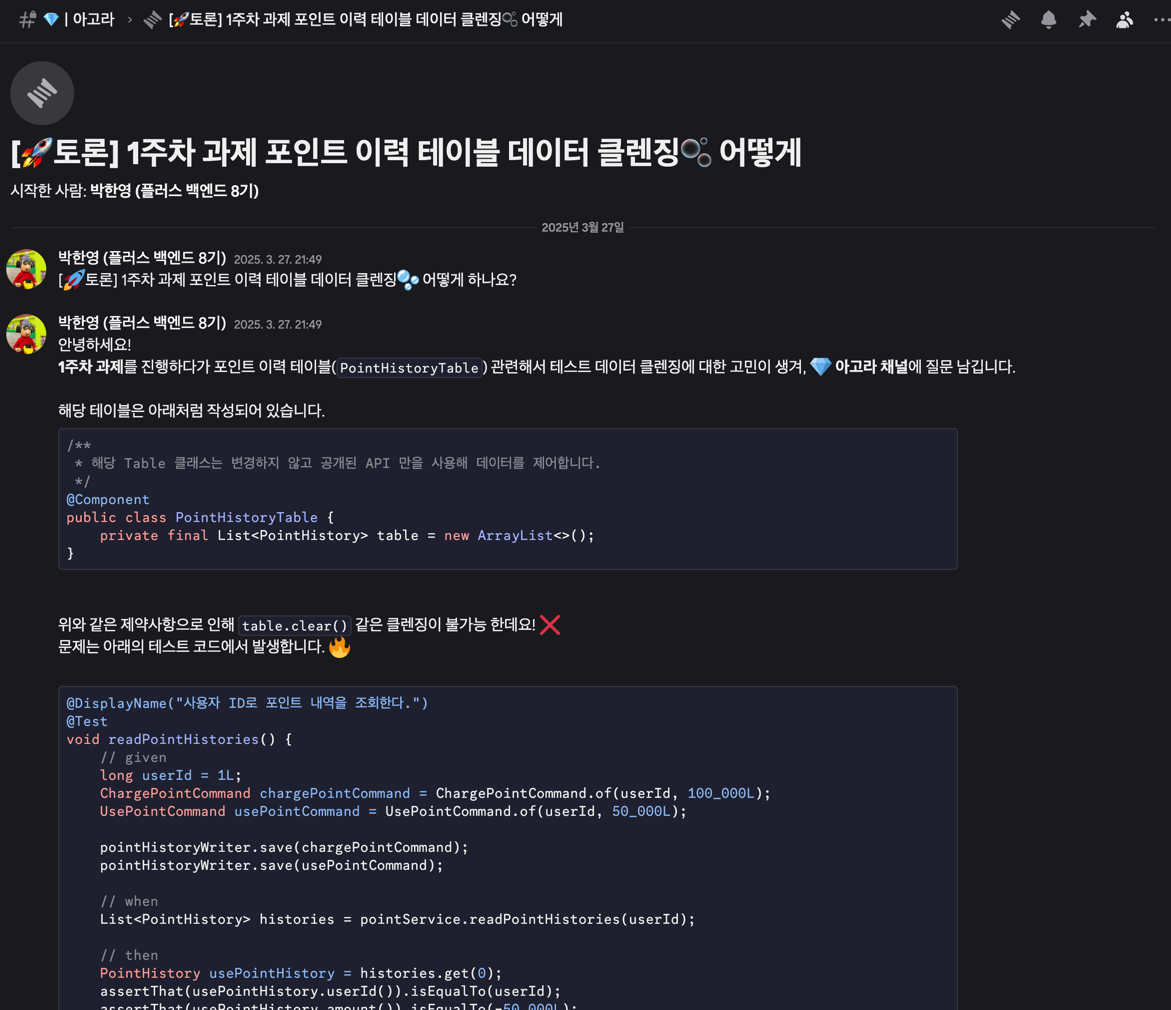 | 아고라 › [🚀토론] 1주차 과제 포인트 이력 테이블 데이터 클렌징🫧 어떻게
[🚀토론] 1주차 과제 포인트 이력 테이블 데이터 클렌징🫧 어떻게
시작한 사람: 박한영 (플러스 백엔드 8기)
2025년 3월 27일
박한영 (플러스 백엔드 8기) 2025. 3. 27. 21:49
[🚀토론] 1주차 과제 포인트 이력 테이블 데이터 클렌징🫧 어떻게 하나요?
박한영 (플러스 백엔드 8기) 2025. 3. 27. 21:49
안녕하세요!
1주차 과제를 진행하다가 포인트 이력 테이블(PointHistoryTable) 관련해서 테스트 데이터 클렌징에 대한 고민이 생겨, 💎 아고라 채널에 질문 남깁니다.
해당 테이블은 아래처럼 작성되어 있습니다.
/**
 * 해당 Table 클래스는 변경하지 않고 공개된 API 만을 사용해 데이터를 제어합니다.
 */
@Component
public class PointHistoryTable {
    private final List<PointHistory> table = new ArrayList<>();
}
위와 같은 제약사항으로 인해 table.clear() 같은 클렌징이 불가능 한데요! ❌
문제는 아래의 테스트 코드에서 발생합니다. 🔥
@DisplayName("사용자 ID로 포인트 내역을 조회한다.")
@Test
void readPointHistories() {
    // given
    long userId = 1L;
    ChargePointCommand chargePointCommand = ChargePointCommand.of(userId, 100_000L);
    UsePointCommand usePointCommand = UsePointCommand.of(userId, 50_000L);
    pointHistoryWriter.save(chargePointCommand);
    pointHistoryWriter.save(usePointCommand);
    // when
    List<PointHistory> histories = pointService.readPointHistories(userId);
    // then
    PointHistory usePointHistory = histories.get(0);
    assertThat(usePointHistory.userId()).isEqualTo(userId);
    assertThat(usePointHistory.amount()).isEqualTo(-50_000L);